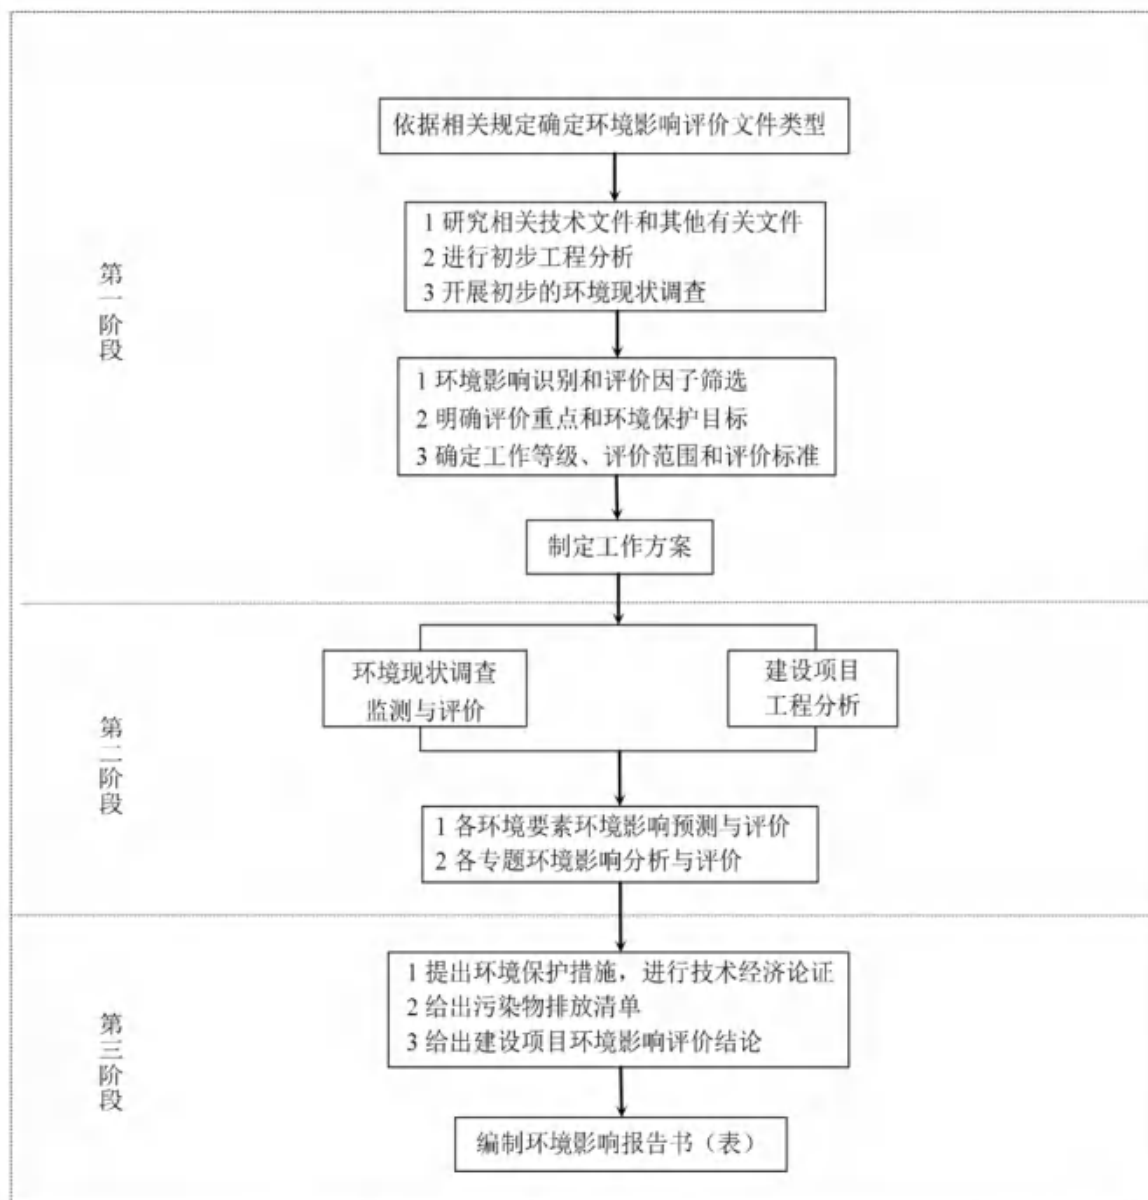 依据相关规定确定环境影响评价文件类型
1 研究相关技术文件和其他有关文件
2 进行初步工程分析
3 开展初步的环境现状调查
第一阶段
1 环境影响识别和评价因子筛选
2 明确评价重点和环境保护目标
3 确定工作等级、评价范围和评价标准
制定工作方案
环境现状调查
监测与评价
建设项目
工程分析
第二阶段
1 各环境要素环境影响预测与评价
2 各专题环境影响分析与评价
1 提出环境保护措施，进行技术经济论证
2 给出污染物排放清单
3 给出建设项目环境影响评价结论
第三阶段
编制环境影响报告书（表）